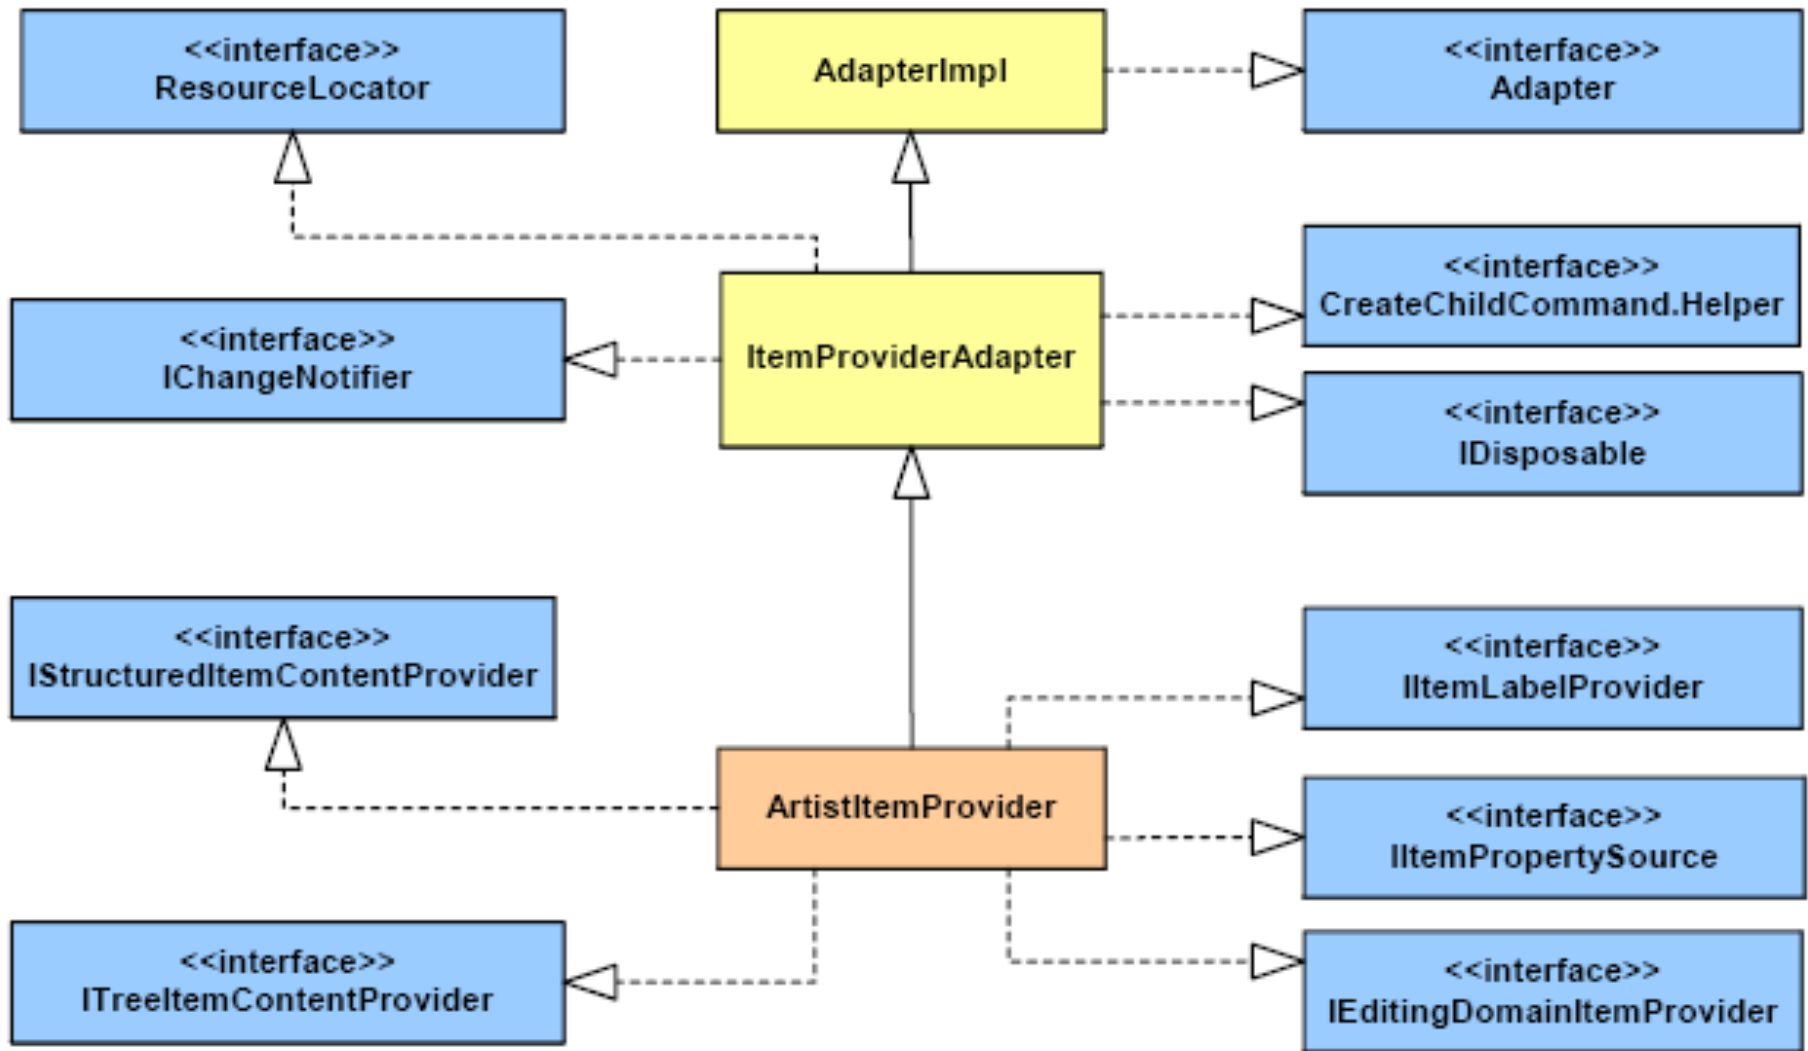 <<interface>>
ResourceLocator
AdapterImpl
<<interface>>
Adapter
<<interface>>
CreateChildCommand.Helper
<<interface>>
IChangeNotifier
ItemProviderAdapter
<<interface>>
IDisposable
<<interface>>
IStructuredItemContentProvider
<<interface>>
IItemLabelProvider
ArtistItemProvider
<<interface>>
IItemPropertySource
<<interface>>
ITreeItemContentProvider
<<interface>>
IEditingDomainItemProvider